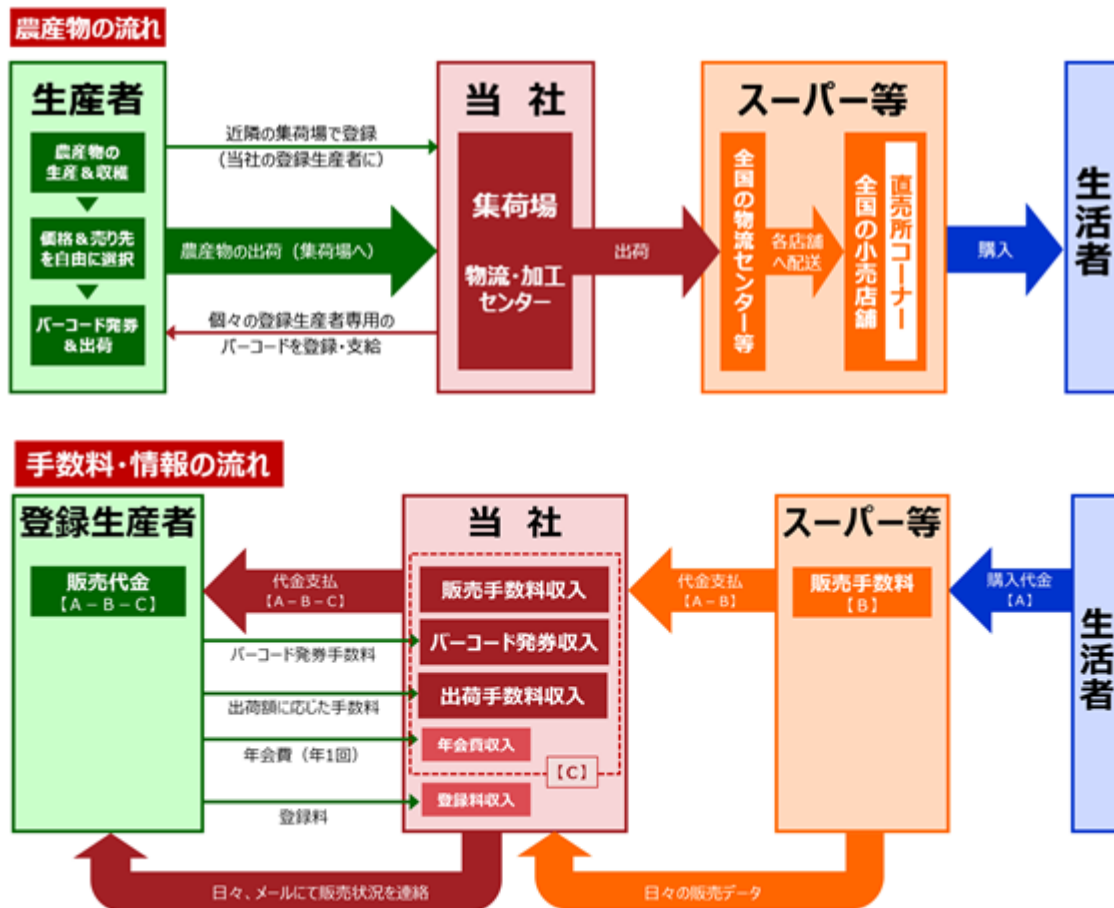 農産物の流れ
生産者
農産物の
生産&収穫
価格&売り先
を自由に選択
バーコード発券
&出荷
近隣の集荷場で登録
(当社の登録生産者に)
農産物の出荷（集荷場へ）
個々の登録生産者専用の
バーコードを登録・支給
当 社
集荷場
物流・加工
センター
出荷
スーパー等
全国の物流センター等
各店舗
へ配送
全国の小売店舗
直売所コーナー
購入
生活者
手数料・情報の流れ
登録生産者
販売代金
【A－B－C】
代金支払
【A－B－C】
バーコード発券手数料
出荷額に応じた手数料
年会費（年1回）
登録料
当 社
販売手数料収入
バーコード発券収入
出荷手数料収入
年会費収入
【C】
登録料収入
代金支払
【A－B】
スーパー等
販売手数料
【B】
購入代金
【A】
生活者
日々、メールにて販売状況を連絡
日々の販売データ